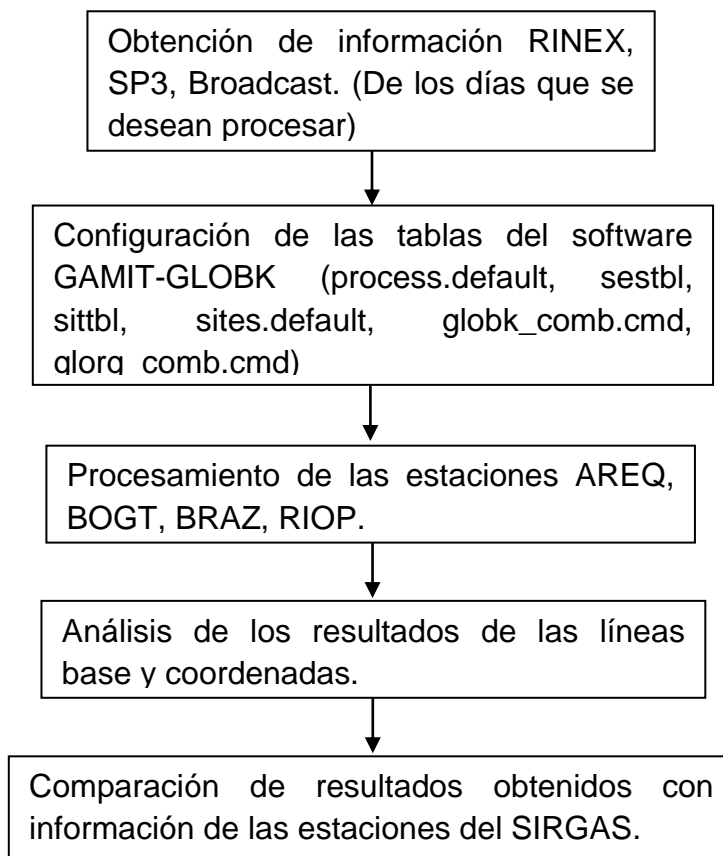 Obtención de información RINEX,
SP3, Broadcast. (De los días que se
desean procesar)
Configuración de las tablas del software
GAMIT-GLOBK (process.default, sestbl,
sittbl, sites.default, globk_comb.cmd,
glorg_comb.cmd)
Procesamiento de las estaciones AREQ,
BOGT, BRAZ, RIOP.
Análisis de los resultados de las líneas
base y coordenadas.
Comparación de resultados obtenidos con
información de las estaciones del SIRGAS.